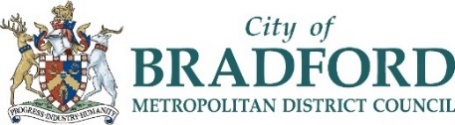 City of
BRADFORD
METROPOLITAN DISTRICT COUNCIL
PROGRESS·INDUSTRY·HUMANITY